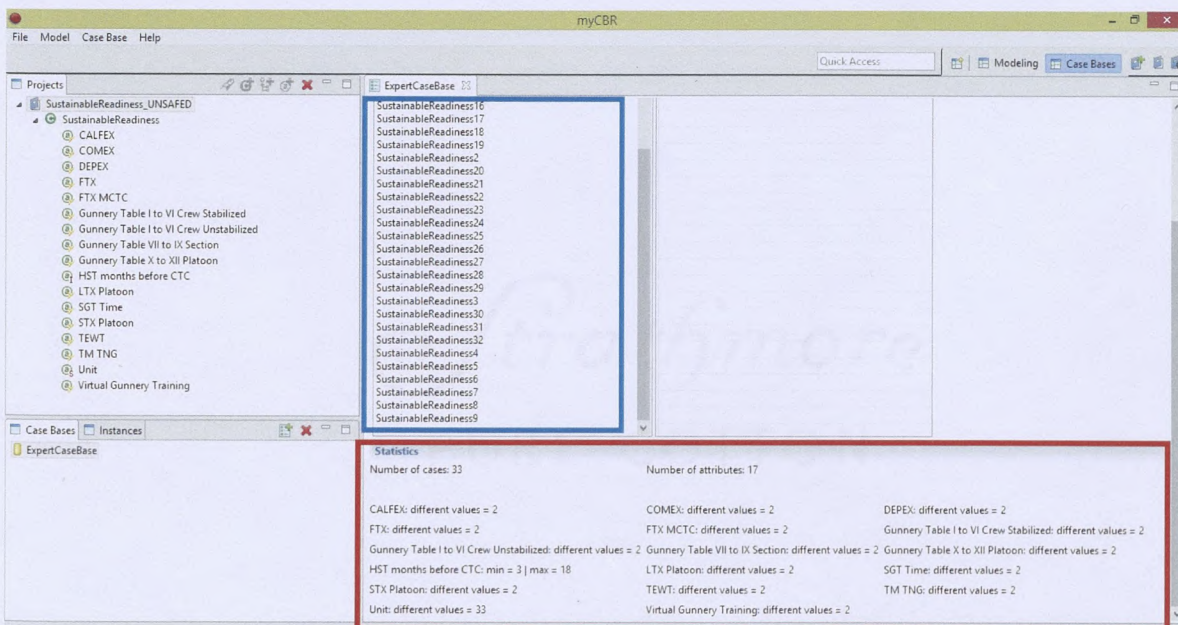 myCBR
File Model Case Base Help
Quick Access
Modeling
Case Bases
Projects
SustainableReadiness_UNSAFED
SustainableReadiness
CALFEX
COMEX
DEPEX
FTX
FTX MCTC
Gunnery Table I to VI Crew Stabilized
Gunnery Table I to VI Crew Unstabilized
Gunnery Table VII to IX Section
Gunnery Table X to XII Platoon
HST months before CTC
LTX Platoon
SGT Time
STX Platoon
TEWT
TM TNG
Unit
Virtual Gunnery Training
Case Bases Instances
ExpertCaseBase
ExpertCaseBase
SustainableReadiness16
SustainableReadiness17
SustainableReadiness18
SustainableReadiness19
SustainableReadiness2
SustainableReadiness20
SustainableReadiness21
SustainableReadiness22
SustainableReadiness23
SustainableReadiness24
SustainableReadiness25
SustainableReadiness26
SustainableReadiness27
SustainableReadiness28
SustainableReadiness29
SustainableReadiness3
SustainableReadiness30
SustainableReadiness31
SustainableReadiness32
SustainableReadiness4
SustainableReadiness5
SustainableReadiness6
SustainableReadiness7
SustainableReadiness8
SustainableReadiness9
Statistics
Number of cases: 33 Number of attributes: 17
CALFEX: different values = 2 COMEX: different values = 2 DEPEX: different values = 2
FTX: different values = 2 FTX MCTC: different values = 2 Gunnery Table I to VI Crew Stabilized: different values = 2
Gunnery Table I to VI Crew Unstabilized: different values = 2 Gunnery Table VII to IX Section: different values = 2 Gunnery Table X to XII Platoon: different values = 2
HST months before CTC: min = 3 | max = 18 LTX Platoon: different values = 2 SGT Time: different values = 2
STX Platoon: different values = 2 TEWT: different values = 2 TM TNG: different values = 2
Unit: different values = 33 Virtual Gunnery Training: different values = 2